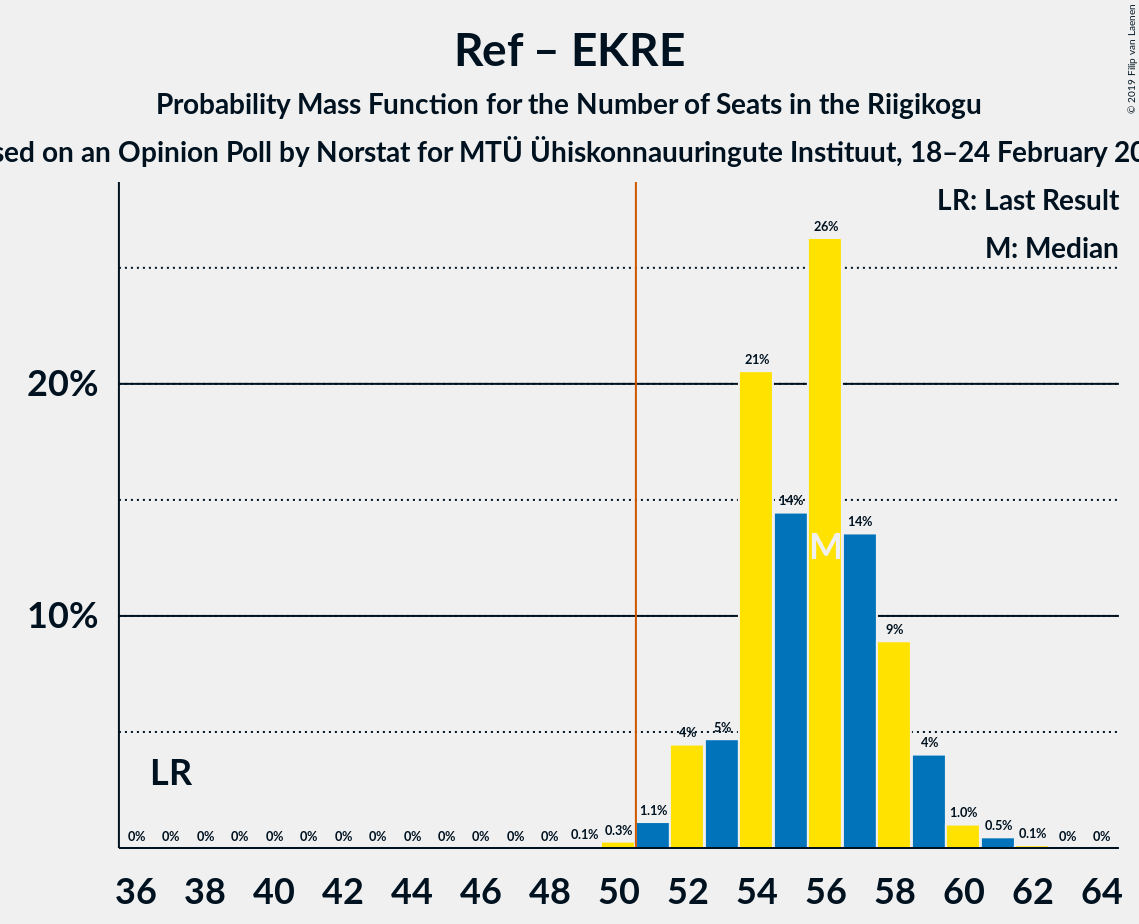 Ref – EKRE
Probability Mass Function for the Number of Seats in the Riigikogu
sed on an Opinion Poll by Norstat for MTÜ Ühiskonnauuringute Instituut, 18–24 February 20
© 2019 Filip van Laenen
LR: Last Result
M: Median
26%
21%
20%
14%
14%
M
10%
9%
4%
5%
4%
LR
0% 0% 0% 0% 0% 0% 0% 0% 0% 0% 0% 0% 0% 0.1% 0.3% 1.1% 1.0% 0.5% 0.1% 0% 0%
36 38 40 42 44 46 48 50 52 54 56 58 60 62 64